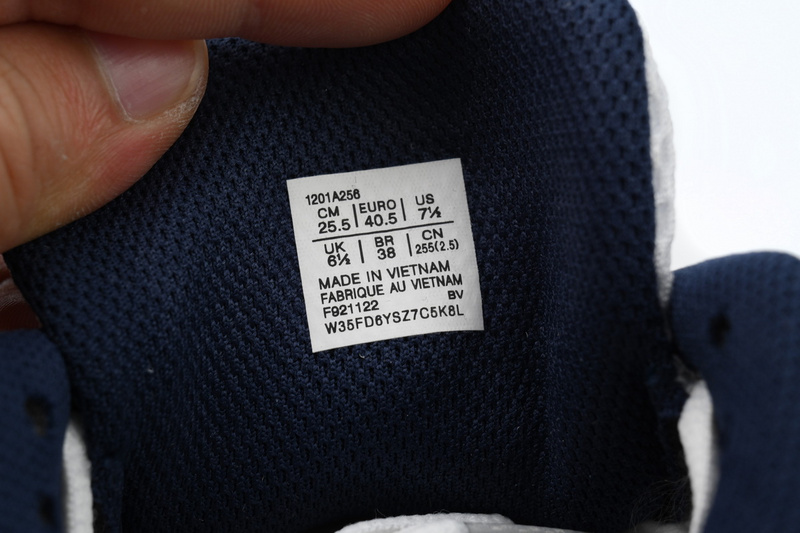 1201A256
CM | EURO | US
25.5 | 40.5 | 7½
UK | BR | CN
6½ | 38 | 255(2.5)
MADE IN VIETNAM
FABRIQUE AU VIETNAM
F921122 BV
W35FD6YSZ7C5K8L